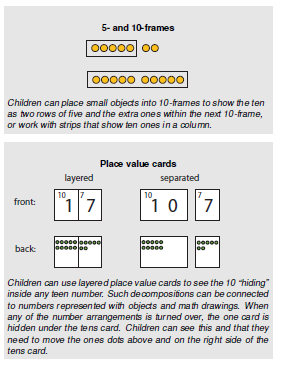 5- and 10-frames
Children can place small objects into 10-frames to show the ten
as two rows of five and the extra ones within the next 10-frame,
or work with strips that show ten ones in a column.
Place value cards
layered separated
front: 10 1 7 7 10 1 0 7 7
back:
Children can use layered place value cards to see the 10 “hiding”
inside any teen number. Such decompositions can be connected
to numbers represented with objects and math drawings. When
any of the number arrangements is turned over, the one card is
hidden under the tens card. Children can see this and that they
need to move the ones dots above and on the right side of the
tens card.